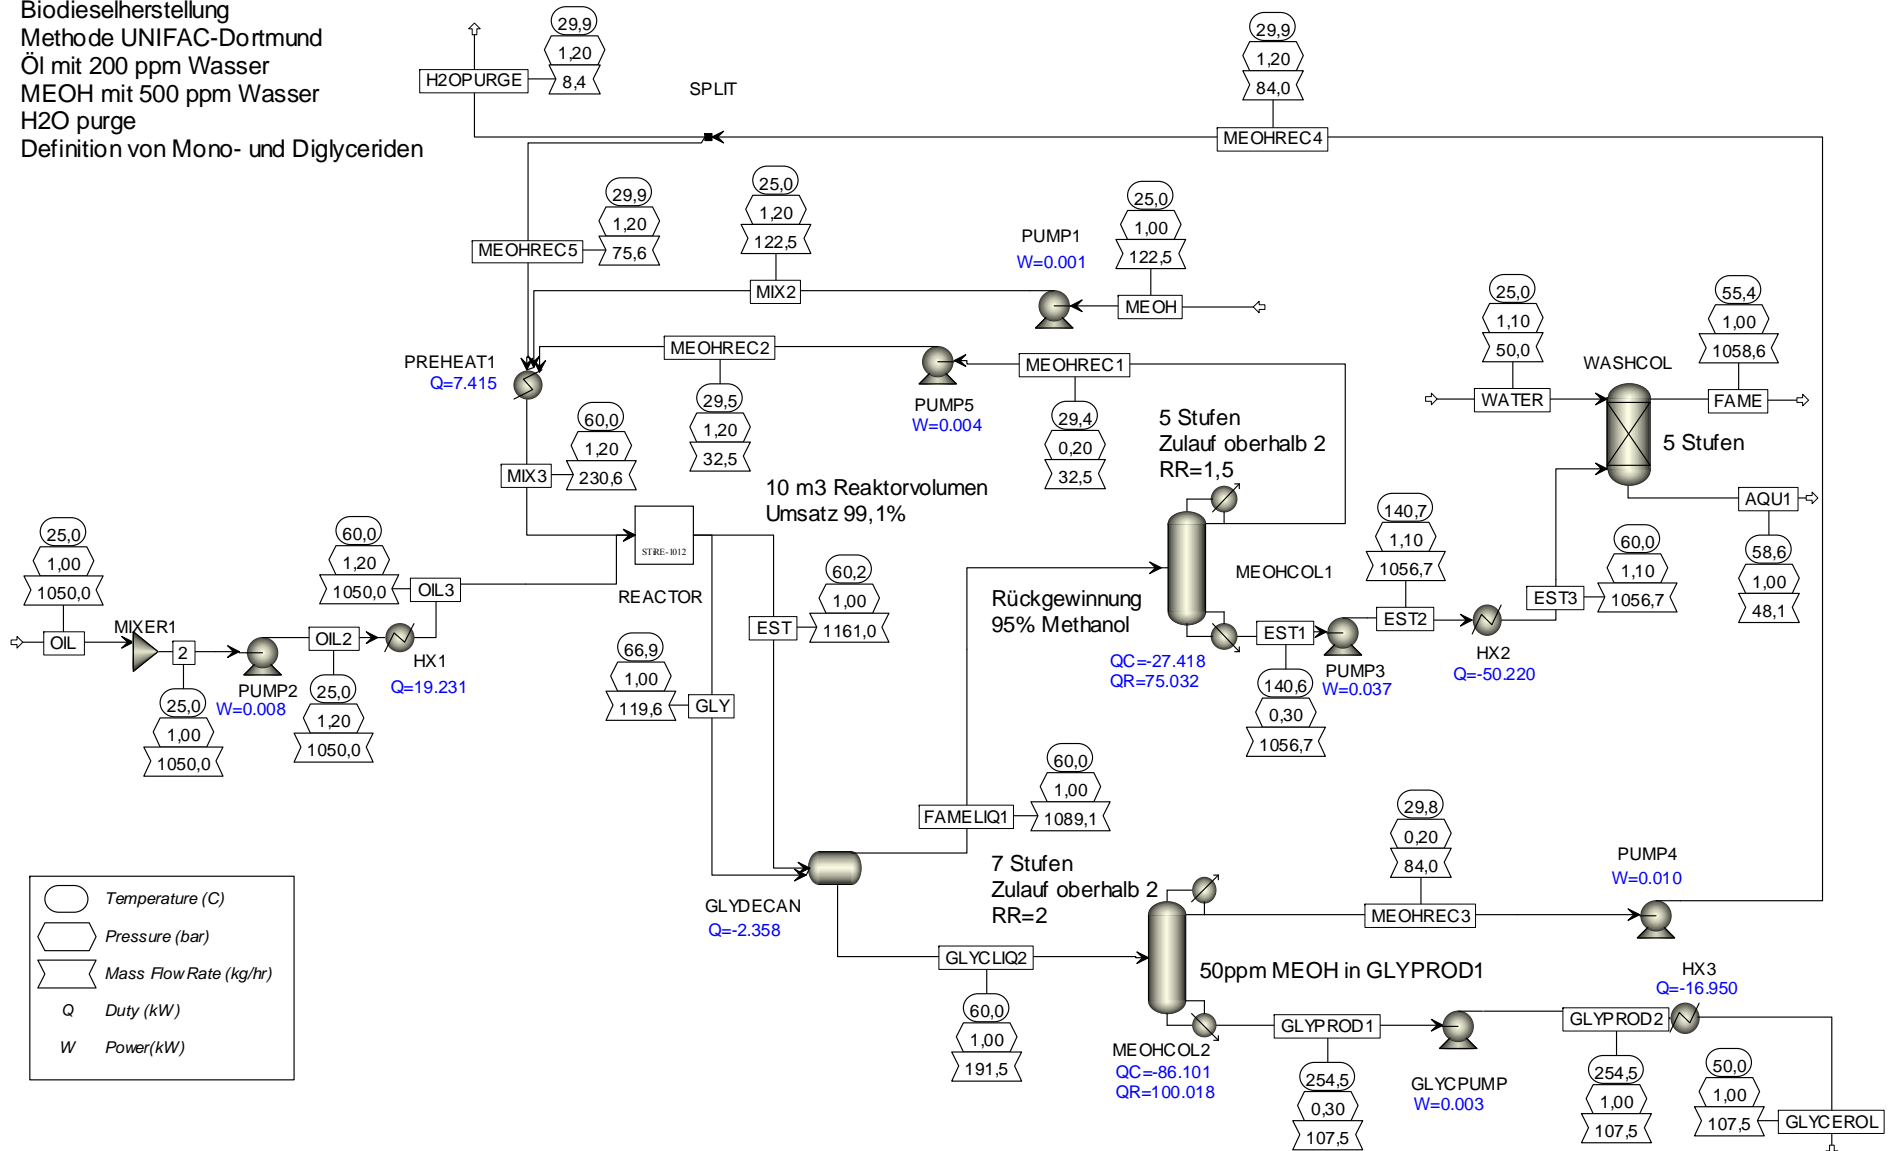 Biodieselherstellung
Methode UNIFAC-Dortmund
Öl mit 200 ppm Wasser
MEOH mit 500 ppm Wasser
H2O purge
Definition von Mono- und Diglyceriden
29,9
1,20
8,4
H2OPURGE
SPLIT
29,9
1,20
84,0
MEOHREC4
29,9
1,20
75,6
MEOHREC5
25,0
1,20
122,5
MIX2
PUMP1
W=0.001
25,0
1,00
122,5
MEOH
PREHEAT1
Q=7.415
MEOHREC2
29,5
1,20
32,5
PUMP5
W=0.004
MEOHREC1
29,4
0,20
32,5
25,0
1,10
50,0
WATER
WASHCOL
5 Stufen
55,4
1,00
1058,6
FAME
AQU1
58,6
1,00
48,1
60,0
1,20
230,6
MIX3
10 m3 Reaktorvolumen
Umsatz 99,1%
STIRE-1012
REACTOR
5 Stufen
Zulauf oberhalb 2
RR=1,5
MEOHCOL1
Rückgewinnung
95% Methanol
QC=-27.418
QR=75.032
140,7
1,10
1056,7
EST2
EST1
140,6
0,30
1056,7
PUMP3
W=0.037
HX2
Q=-50.220
EST3
60,0
1,10
1056,7
25,0
1,00
1050,0
OIL
MIXER1
2
25,0
1,00
1050,0
PUMP2
W=0.008
OIL2
25,0
1,20
1050,0
HX1
Q=19.231
60,0
1,20
1050,0
OIL3
60,2
1,00
1161,0
EST
66,9
1,00
119,6
GLY
60,0
1,00
1089,1
FAMELIQ1
GLYDECAN
Q=-2.358
7 Stufen
Zulauf oberhalb 2
RR=2
29,8
0,20
84,0
MEOHREC3
PUMP4
W=0.010
GLYCLIQ2
60,0
1,00
191,5
50ppm MEOH in GLYPROD1
MEOHCOL2
QC=-86.101
QR=100.018
GLYPROD1
254,5
0,30
107,5
GLYCPUMP
W=0.003
GLYPROD2
254,5
1,00
107,5
HX3
Q=-16.950
50,0
1,00
107,5
GLYCEROL
Temperature (C)
Pressure (bar)
Mass Flow Rate (kg/hr)
Q Duty (kW)
W Power(kW)